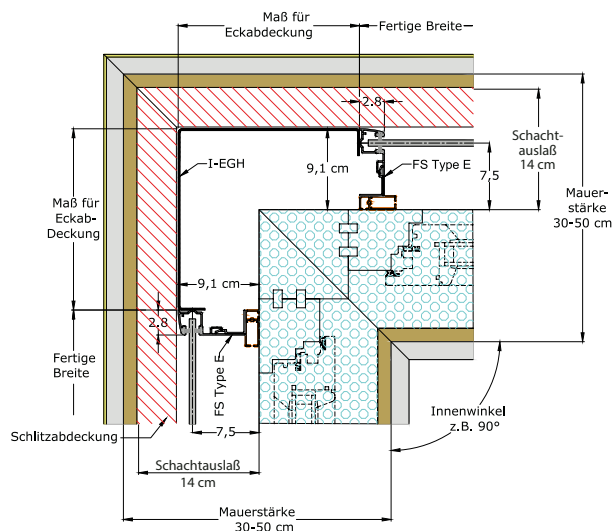 Maß für
Eckabdeckung
Fertige Breite
2.8
I-EGH
9,1 cm
FS Type E
7,5
Schacht-
auslaß
14 cm
Mauer-
stärke
30-50 cm
Maß für
Eckab-
Deckung
9,1 cm
2.8
Fertige
Breite
FS Type E
Schlitzabdeckung
7,5
Innenwinkel
z.B. 90°
Schachtauslaß
14 cm
Mauerstärke
30-50 cm